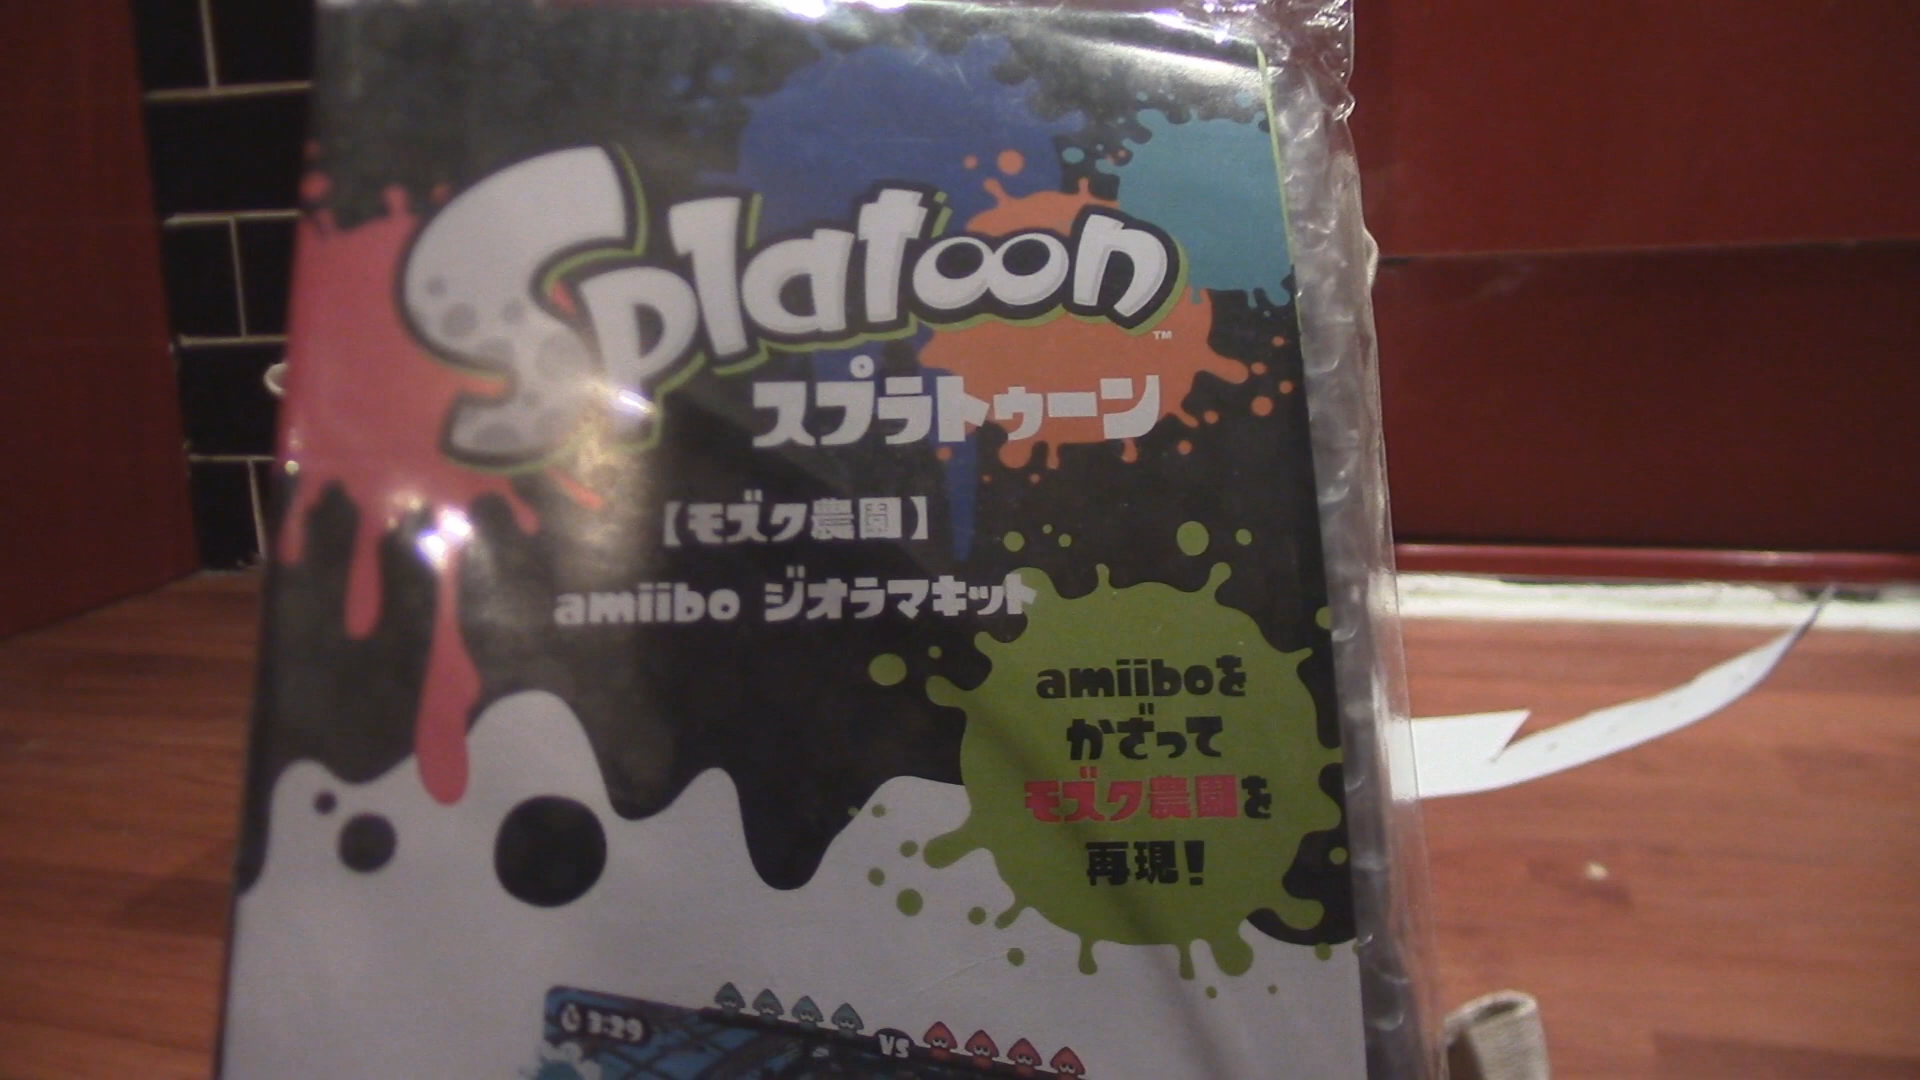 Splatoon™
スプラトゥーン
【モズク農園】
amiibo ジオラマキット
amiiboを
かざって
モズク農園を
再現!
3:29
VS